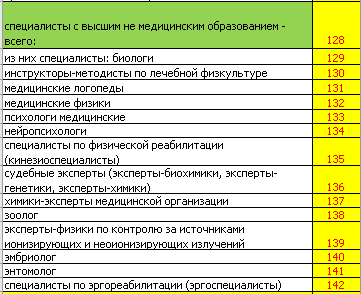 специалисты с высшим не медицинским образованием -
всего: 128
из них специалисты: биологи 129
инструкторы-методисты по лечебной физкультуре 130
медицинские логопеды 131
медицинские физики 132
психологи медицинские 133
нейропсихологи 134
специалисты по физической реабилитации
(кинезиоспециалисты) 135
судебные эксперты (эксперты-биохимики, эксперты-
генетики, эксперты-химики) 136
химики-эксперты медицинской организации 137
зоолог 138
эксперты-физики по контролю за источниками
ионизирующих и неионизирующих излучений 139
эмбриолог 140
энтомолог 141
специалисты по эргореабилитации (эргоспециалисты) 142